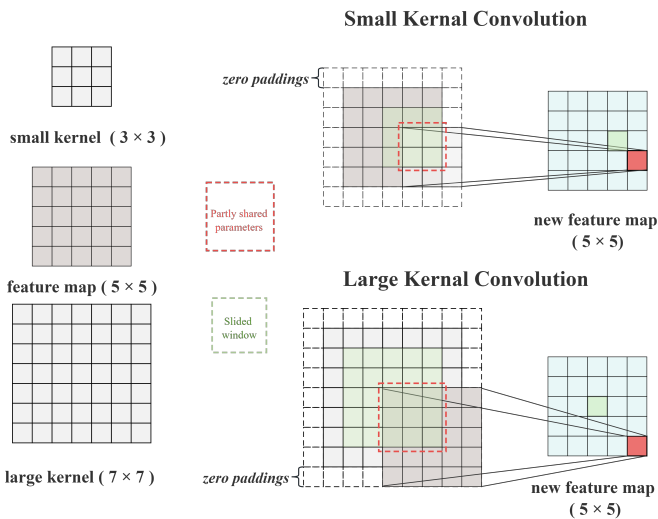 Small Kernal Convolution
zero paddings
small kernel ( 3 × 3 )
Partly shared
parameters
new feature map
( 5 × 5)
feature map ( 5 × 5 )
Large Kernal Convolution
Slided
window
large kernel ( 7 × 7 )
zero paddings
new feature map
( 5 × 5)